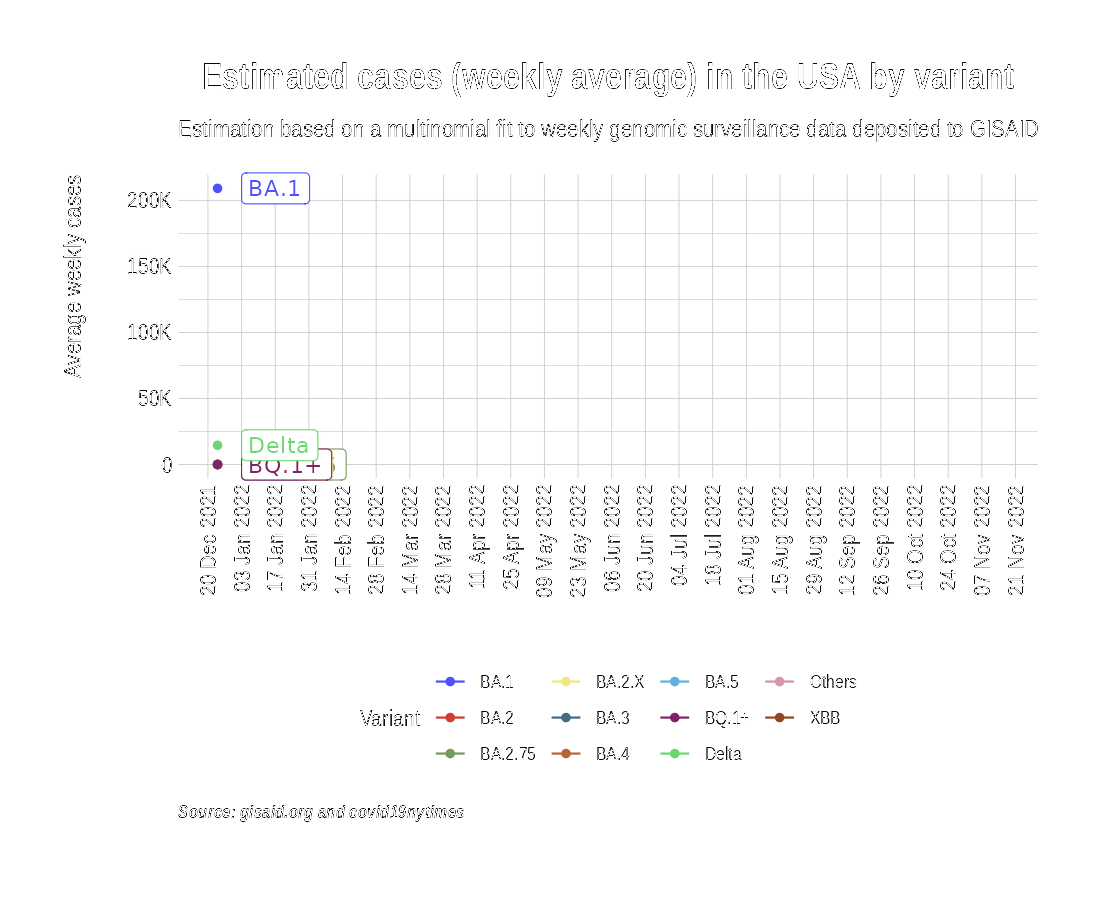 Estimated cases (weekly average) in the USA by variant
Estimation based on a multinomial fit to weekly genomic surveillance data deposited to GISAID
Average weekly cases
200K
150K
100K
50K
0
BA.1
Delta
BQ.1+
20 Dec 2021
03 Jan 2022
17 Jan 2022
31 Jan 2022
14 Feb 2022
28 Feb 2022
14 Mar 2022
28 Mar 2022
11 Apr 2022
25 Apr 2022
09 May 2022
23 May 2022
06 Jun 2022
20 Jun 2022
04 Jul 2022
18 Jul 2022
01 Aug 2022
15 Aug 2022
29 Aug 2022
12 Sep 2022
26 Sep 2022
10 Oct 2022
24 Oct 2022
07 Nov 2022
21 Nov 2022
Variant
BA.1
BA.2
BA.2.75
BA.2.X
BA.3
BA.4
BA.5
BQ.1+
Delta
Others
XBB
Source: gisaid.org and covid19nytimes